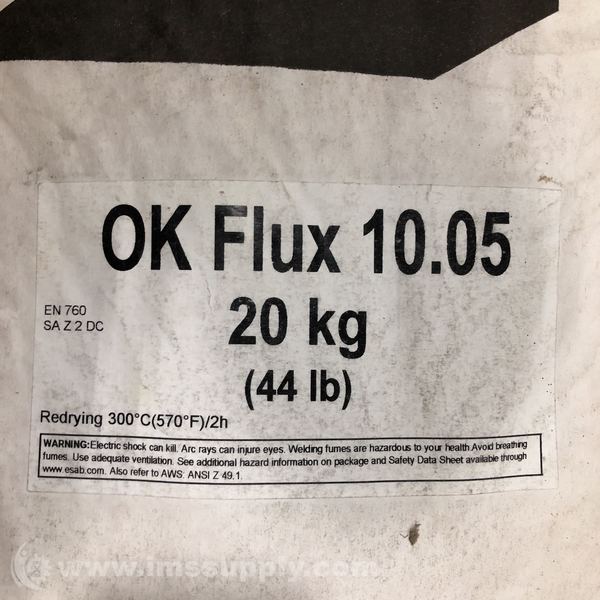 OK Flux 10.05
EN 760
SA Z 2 DC
20 kg
(44 lb)
Redrying 300°C(570°F)/2h
WARNING:Electric shock can kill. Arc rays can injure eyes. Welding fumes are hazardous to your health.Avoid breathing
fumes. Use adequate ventilation. See additional hazard information on package and Safety Data Sheet available through
www.esab.com. Also refer to AWS: ANSI Z 49.1.
www.imssupply.com